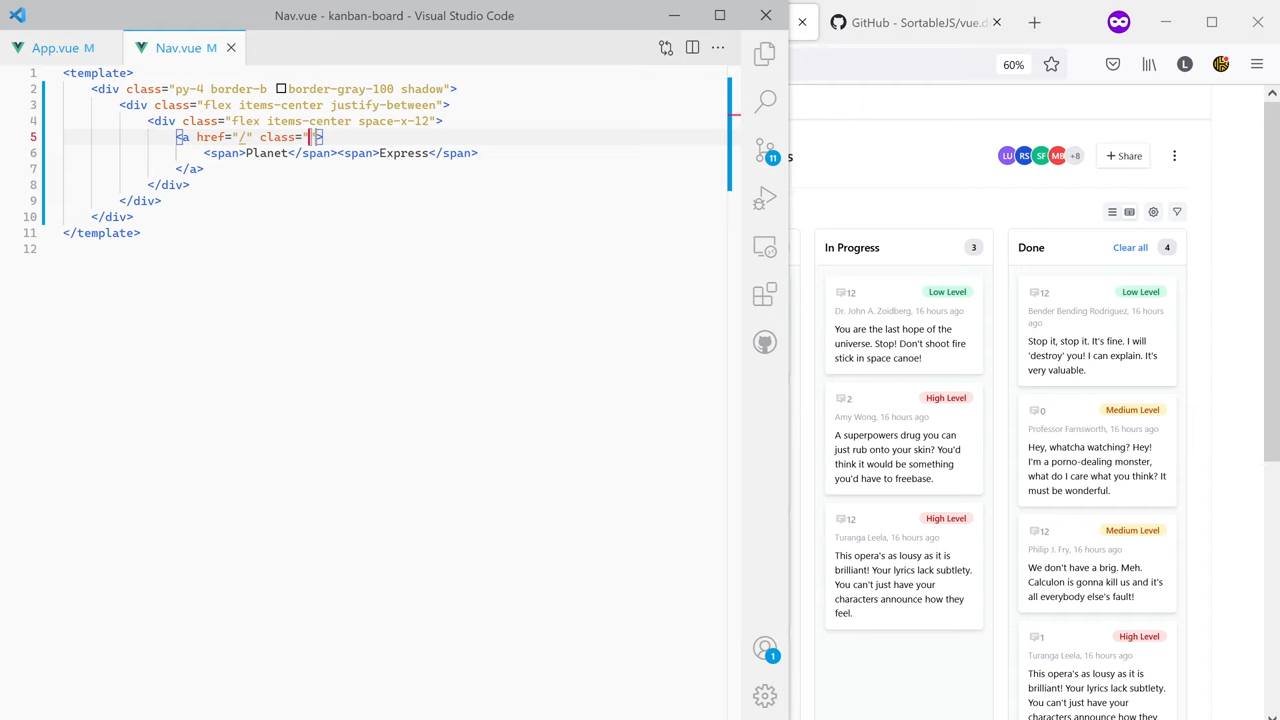 Nav.vue - kanban-board - Visual Studio Code
App.vue M
Nav.vue M
1 <template>
2 <div class="py-4 border-b border-gray-100 shadow">
3 <div class="flex items-center justify-between">
4 <div class="flex items-center space-x-12">
5 <a href="/" class="">
6 <span>Planet</span><span>Express</span>
7 </a>
8 </div>
9 </div>
10 </div>
11 </template>
12
11
1
GitHub - SortableJS/vue.d
60%
L
s
LU RS SF MB +8
+ Share
In Progress 3
12 Low Level
Dr. John A. Zoidberg, 16 hours ago
You are the last hope of the
universe. Stop! Don't shoot fire
stick in space canoe!
2 High Level
Amy Wong, 16 hours ago
A superpowers drug you can
just rub onto your skin? You'd
think it would be something
you'd have to freebase.
12 High Level
Turanga Leela, 16 hours ago
This opera's as lousy as it is
brilliant! Your lyrics lack subtlety.
You can't just have your
characters announce how they
feel.
Done Clear all 4
12 Low Level
Bender Bending Rodriguez, 16 hours
ago
Stop it, stop it. It's fine. I will
'destroy' you! I can explain. It's
very valuable.
0 Medium Level
Professor Farnsworth, 16 hours ago
Hey, whatcha watching? Hey!
I'm a porno-dealing monster,
what do I care what you think? It
must be wonderful.
12 Medium Level
Philip J. Fry, 16 hours ago
We don't have a brig. Meh.
Calculon is gonna kill us and it's
all everybody else's fault!
1 High Level
Turanga Leela, 16 hours ago
This opera's as lousy as it is
brilliant! Your lyrics lack subtlety.
You can't just have your
characters announce how they